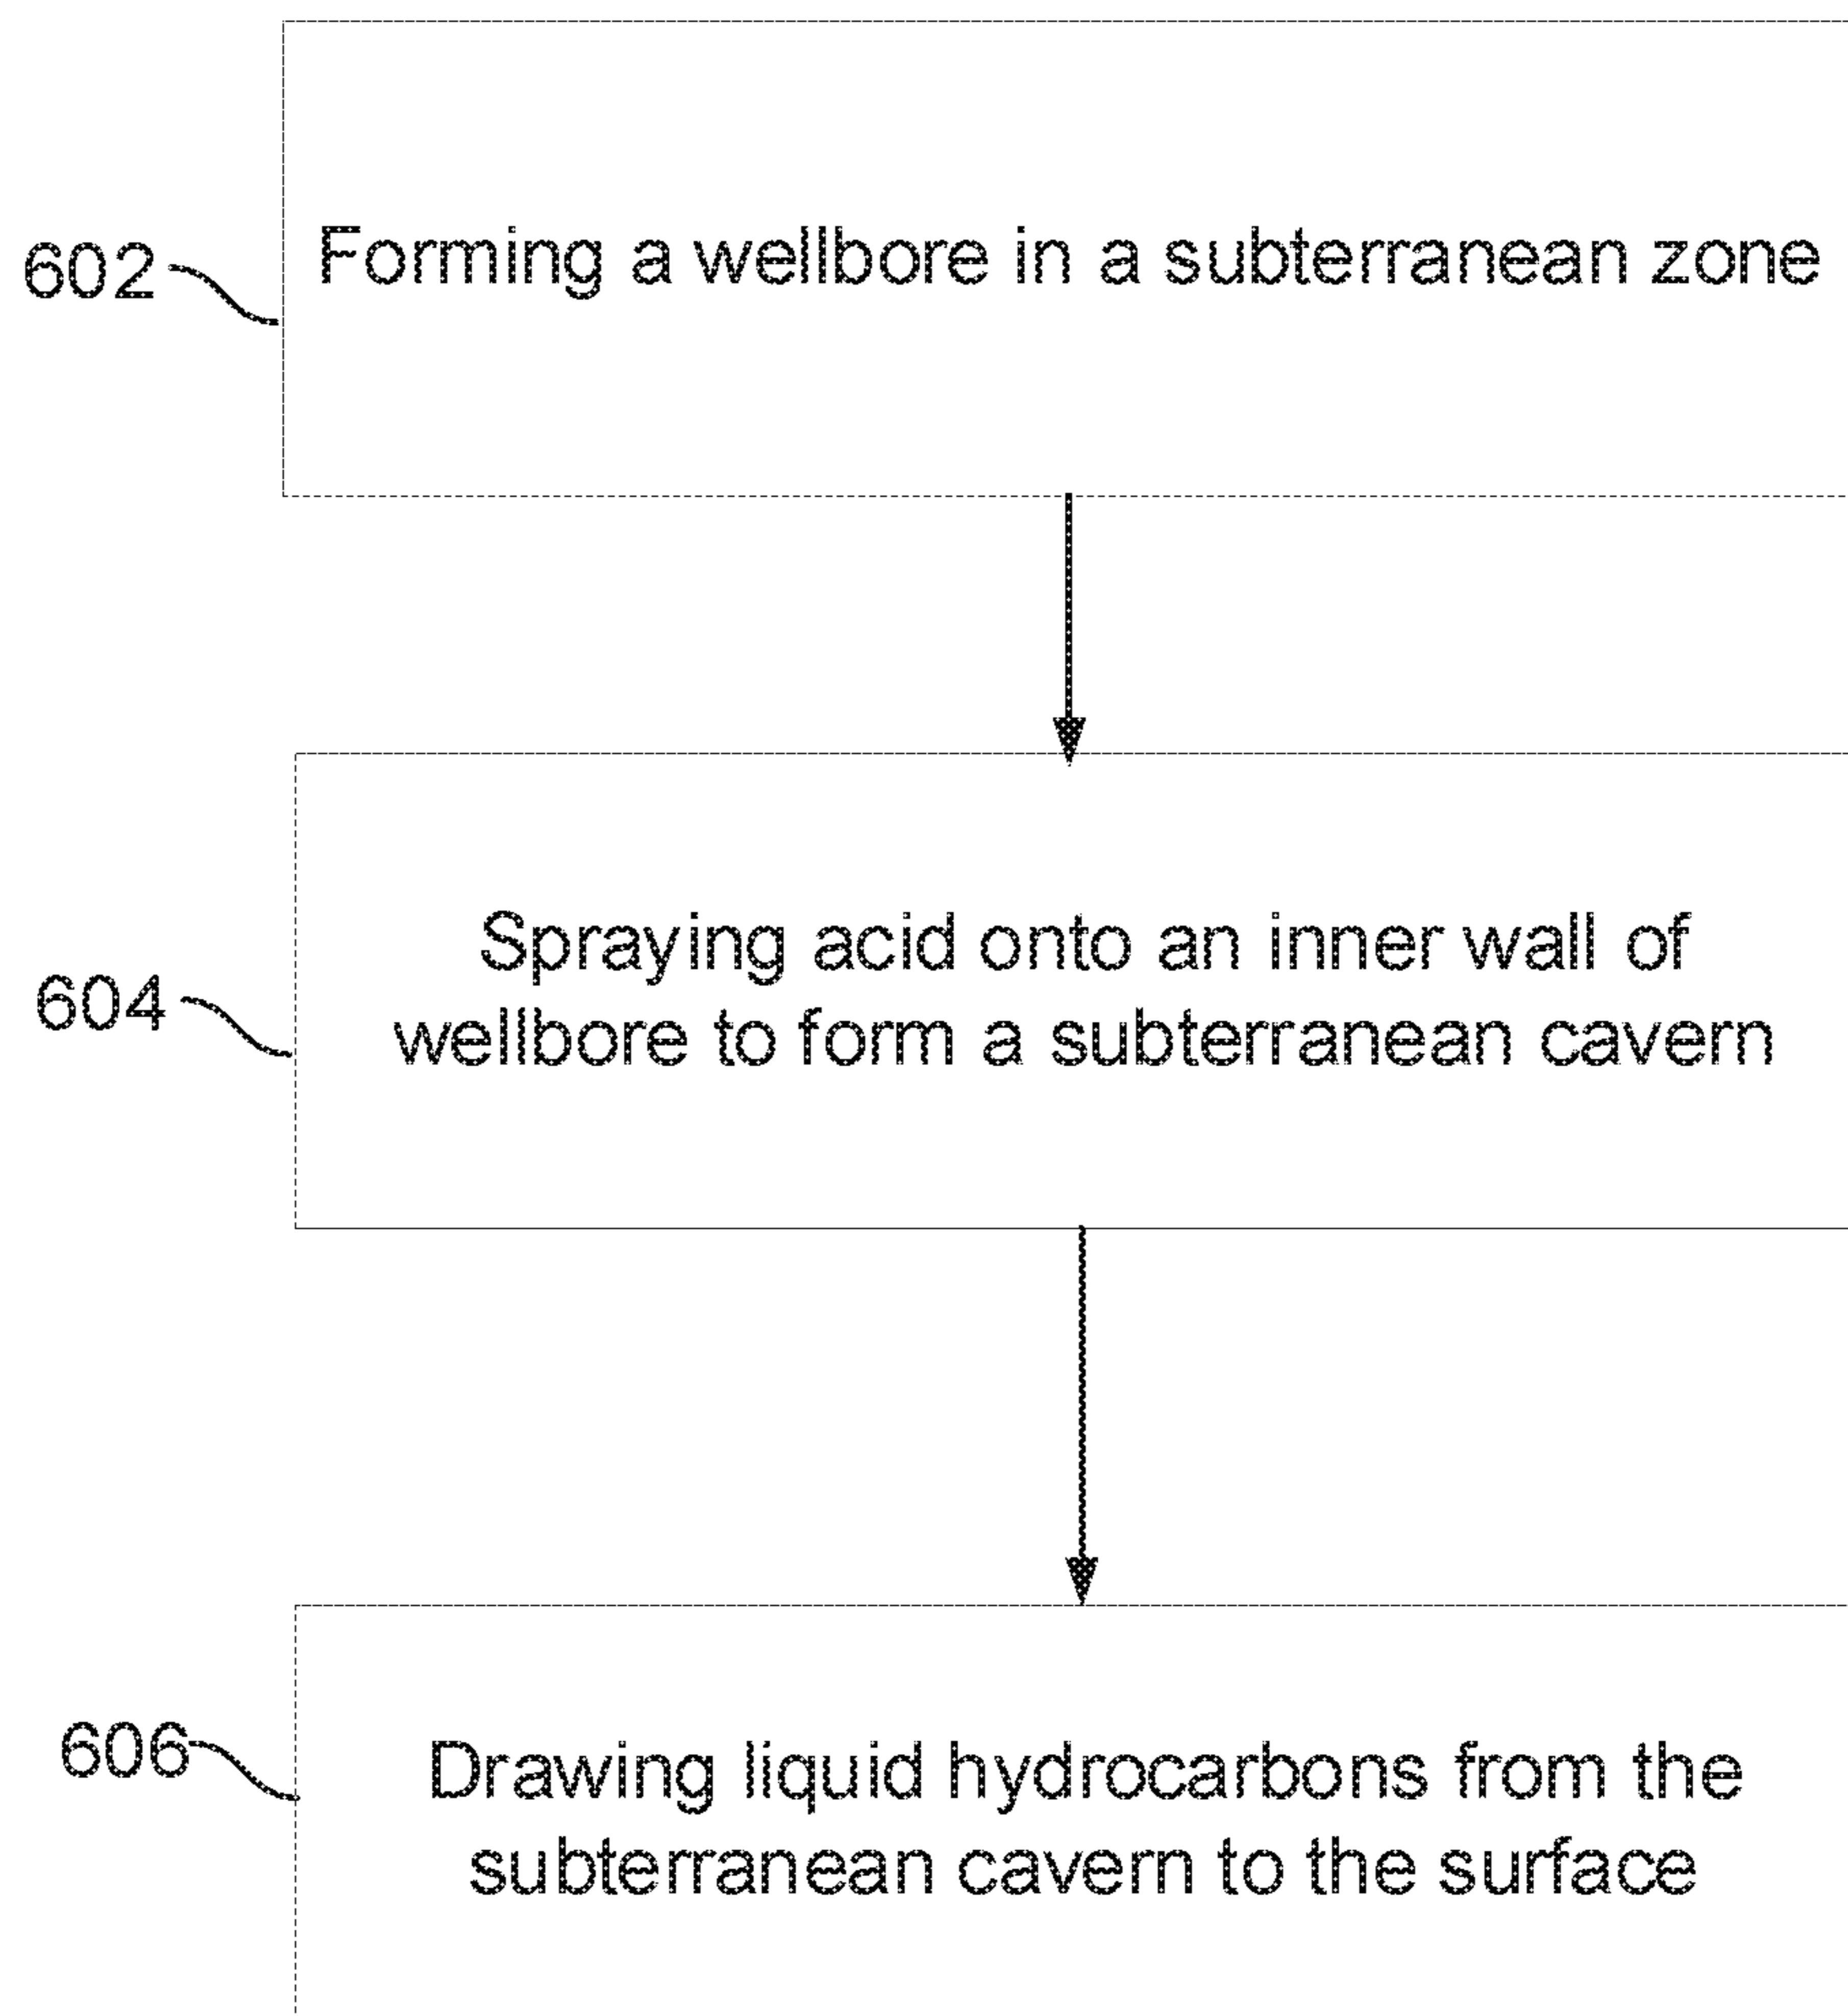 602
Forming a wellbore in a subterranean zone
604
Spraying acid onto an inner wall of
wellbore to form a subterranean cavern
606
Drawing liquid hydrocarbons from the
subterranean cavern to the surface